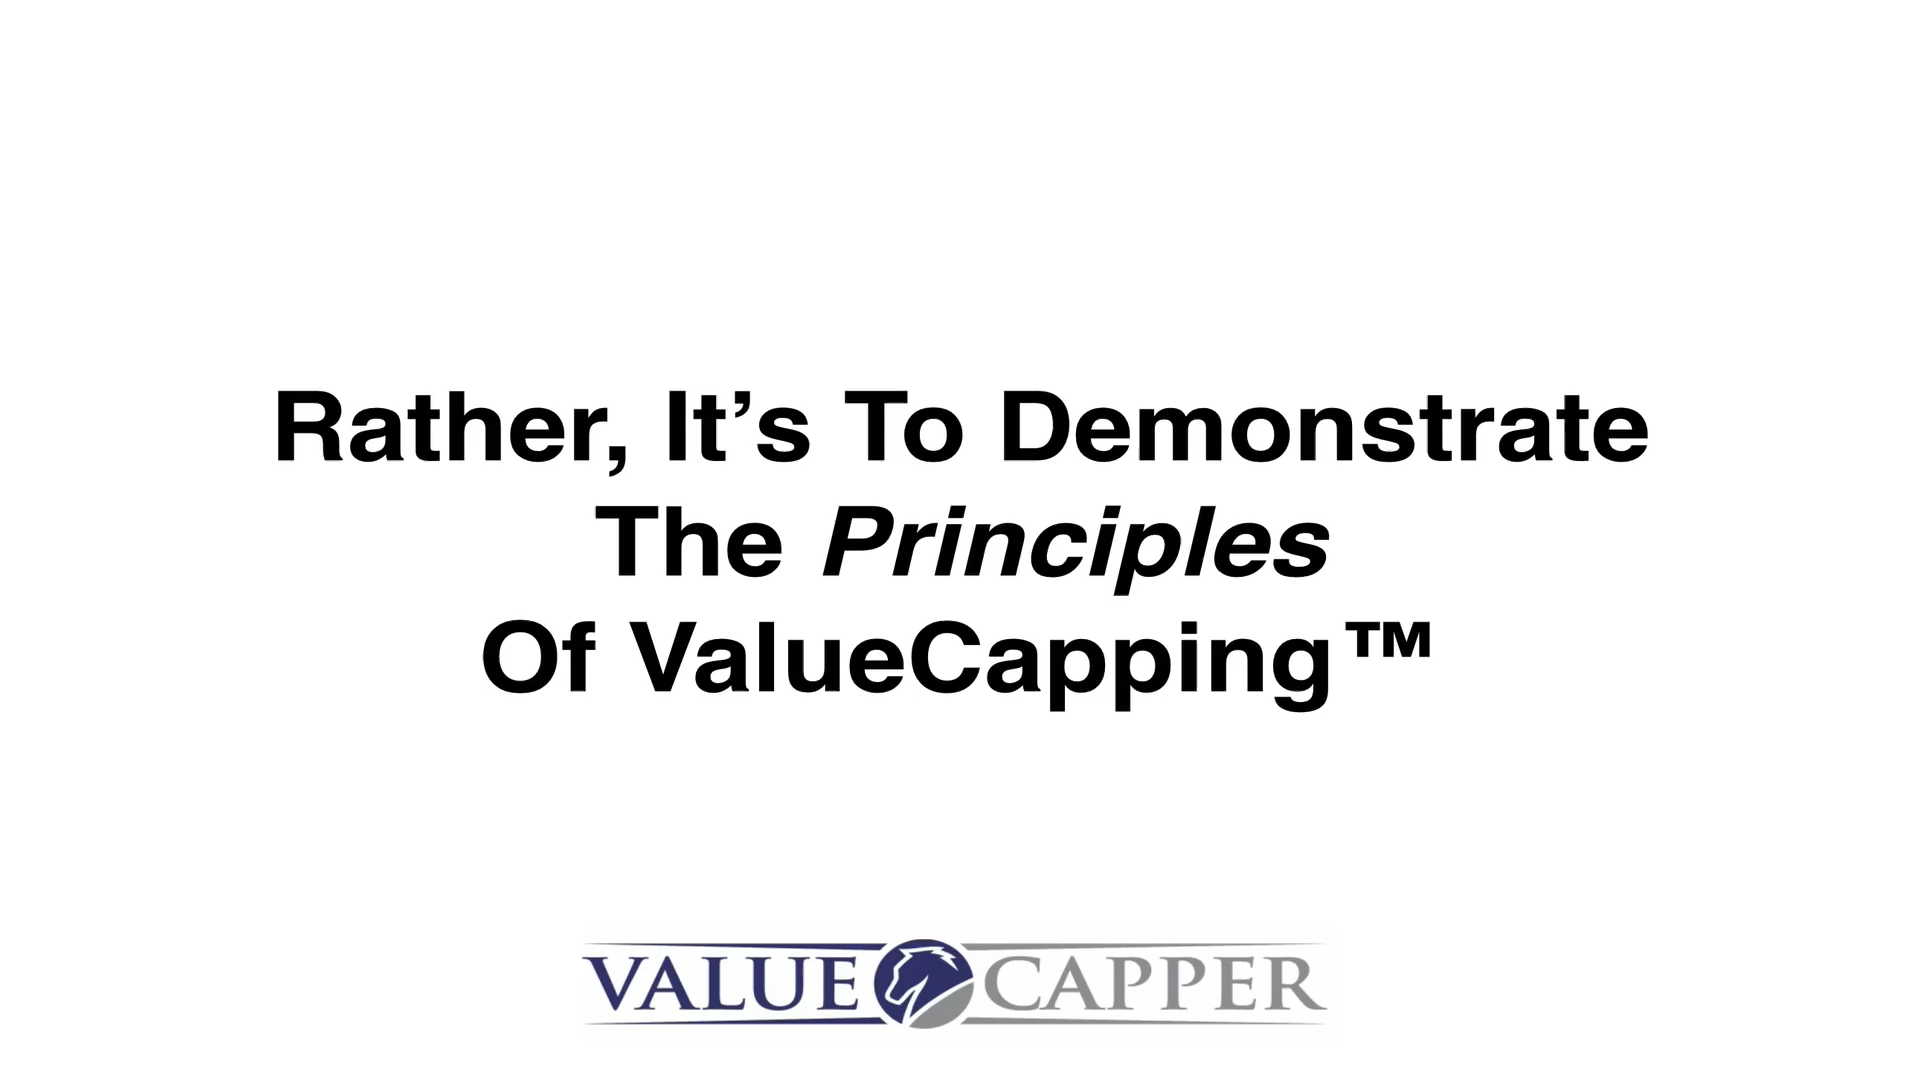 Rather, It’s To Demonstrate
The Principles
Of ValueCapping™
VALUE CAPPER